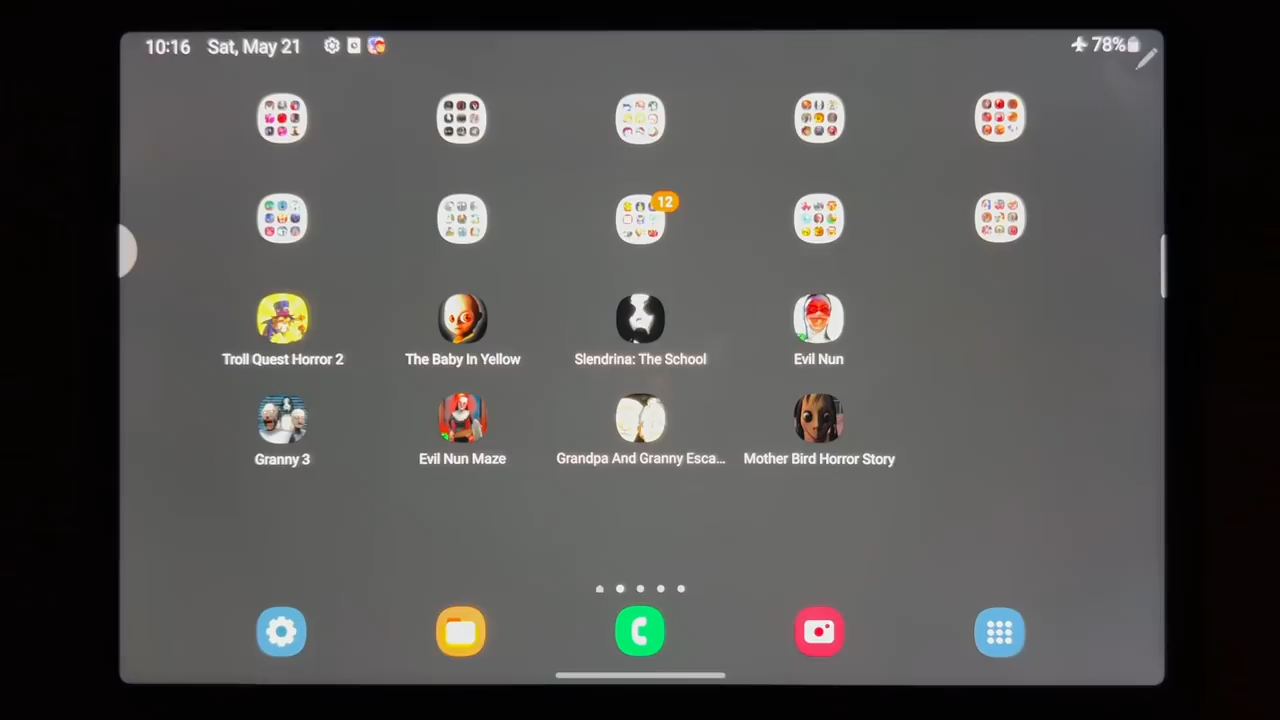 10:16 Sat, May 21 78%
12
Troll Quest Horror 2 The Baby In Yellow Slendrina: The School Evil Nun
Granny 3 Evil Nun Maze Grandpa And Granny Esca... Mother Bird Horror Story